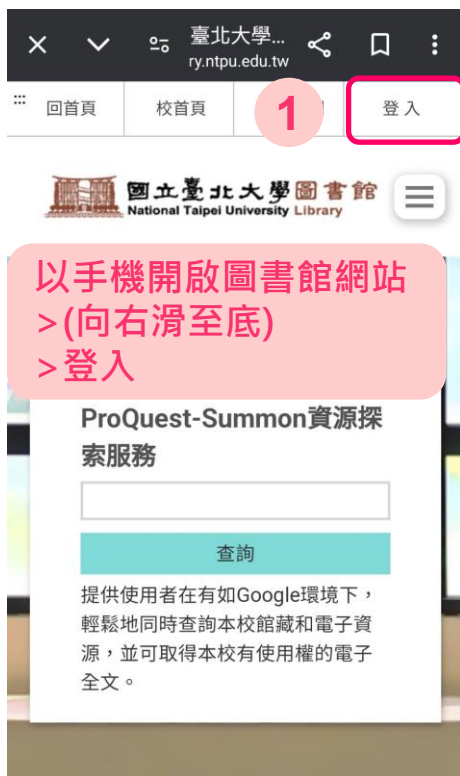 臺北大學...
ry.ntpu.edu.tw
回首頁
校首頁
1
登入
國立臺北大學圖書館
National Taipei University Library
以手機開啟圖書館網站
>(向右滑至底)
>登入
ProQuest-Summon資源探
索服務
查詢
提供使用者在有如Google環境下，
輕鬆地同時查詢本校館藏和電子資
源，並可取得本校有使用權的電子
全文。